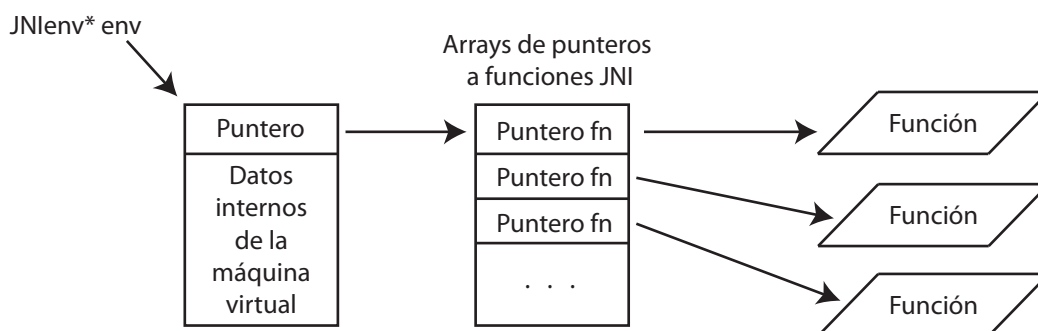 JNIenv* env
Arrays de punteros
a funciones JNI
Puntero
Datos
internos
de la
máquina
virtual
Puntero fn
Puntero fn
Puntero fn
. . .
Función
Función
Función